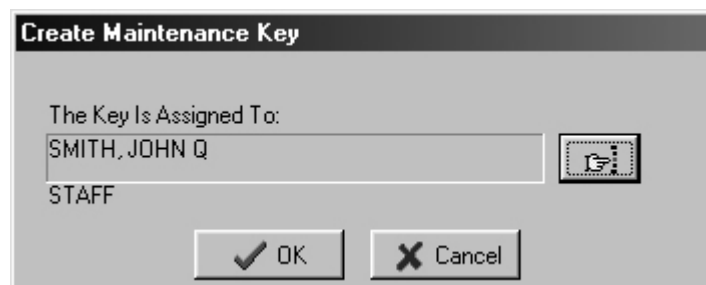 Create Maintenance Key
The Key Is Assigned To:
SMITH, JOHN Q
STAFF
OK Cancel